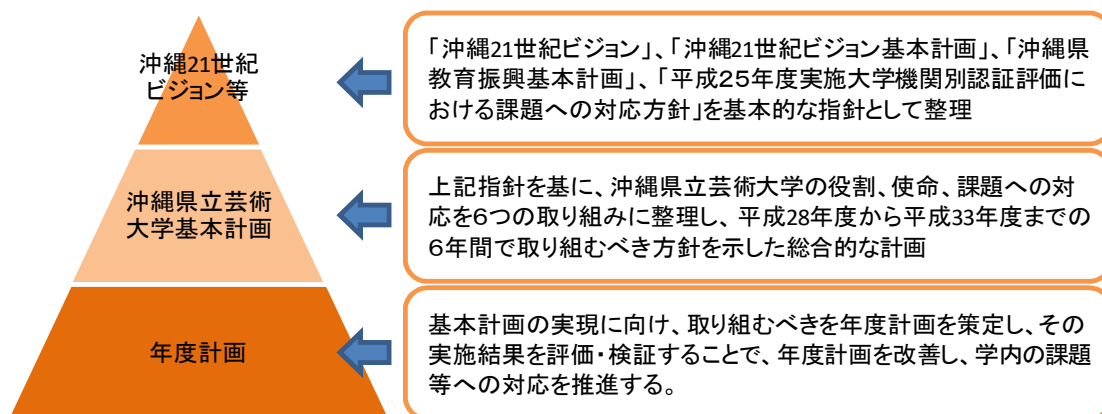 沖縄21世紀
ビジョン等
「沖縄21世紀ビジョン」、「沖縄21世紀ビジョン基本計画」、「沖縄県
教育振興基本計画」、「平成25年度実施大学機関別認証評価に
おける課題への対応方針」を基本的な指針として整理
沖縄県立芸術
大学基本計画
上記指針を基に、沖縄県立芸術大学の役割、使命、課題への対
応を6つの取り組みに整理し、平成28年度から平成33年度までの
6年間で取り組むべき方針を示した総合的な計画
年度計画
基本計画の実現に向け、取り組むべきを年度計画を策定し、その
実施結果を評価・検証することで、年度計画を改善し、学内の課題
等への対応を推進する。